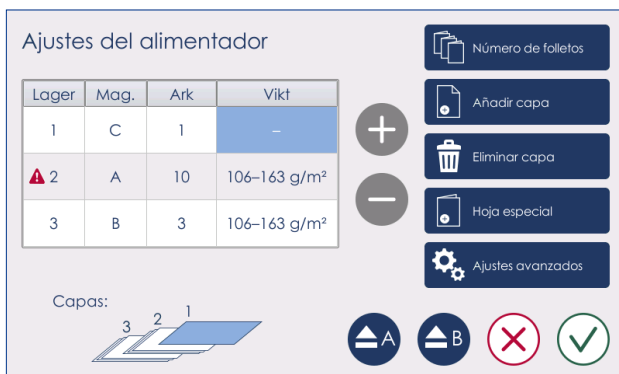 Ajustes del alimentador
Lager Mag. Ark Vikt
1 C 1 –
2 A 10 106–163 g/m²
3 B 3 106–163 g/m²
Número de folletos
Añadir capa
Eliminar capa
Hoja especial
Ajustes avanzados
Capas:
3 2 1
A B